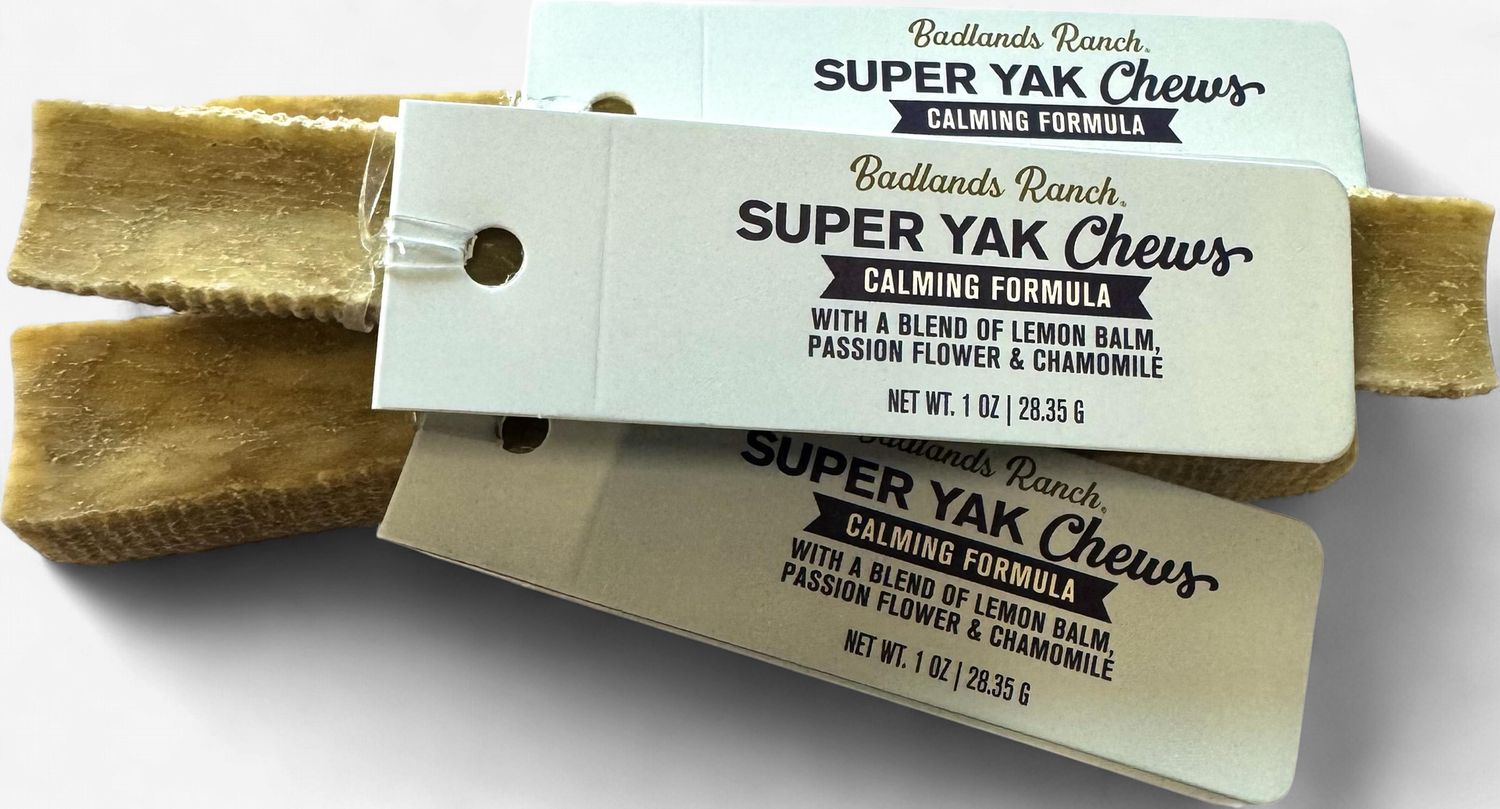 Badlands Ranch.
SUPER YAK Chews
CALMING FORMULA
Badlands Ranch.
SUPER YAK Chews
CALMING FORMULA
WITH A BLEND OF LEMON BALM,
PASSION FLOWER & CHAMOMILE
NET WT. 1 OZ | 28.35 G
Badlands Ranch.
SUPER YAK Chews
CALMING FORMULA
WITH A BLEND OF LEMON BALM,
PASSION FLOWER & CHAMOMILE
NET WT. 1 OZ | 28.35 G